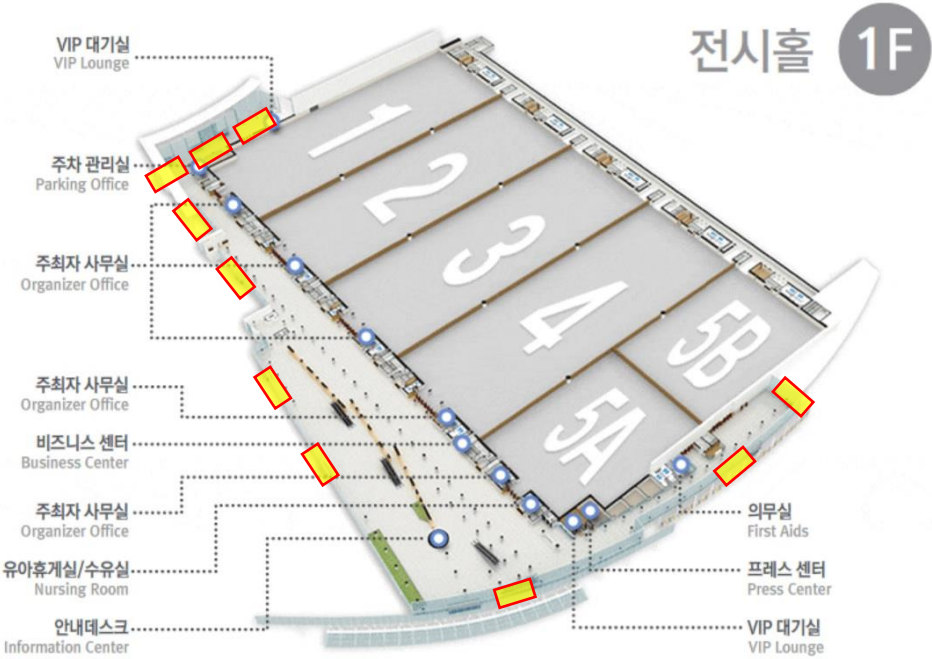 전시홀 1F
VIP 대기실
VIP Lounge
주차 관리실
Parking Office
주최자 사무실
Organizer Office
주최자 사무실
Organizer Office
비즈니스 센터
Business Center
주최자 사무실
Organizer Office
유아휴게실/수유실
Nursing Room
안내데스크
Information Center
1
2
3
4
5A
5B
의무실
First Aids
프레스 센터
Press Center
VIP 대기실
VIP Lounge